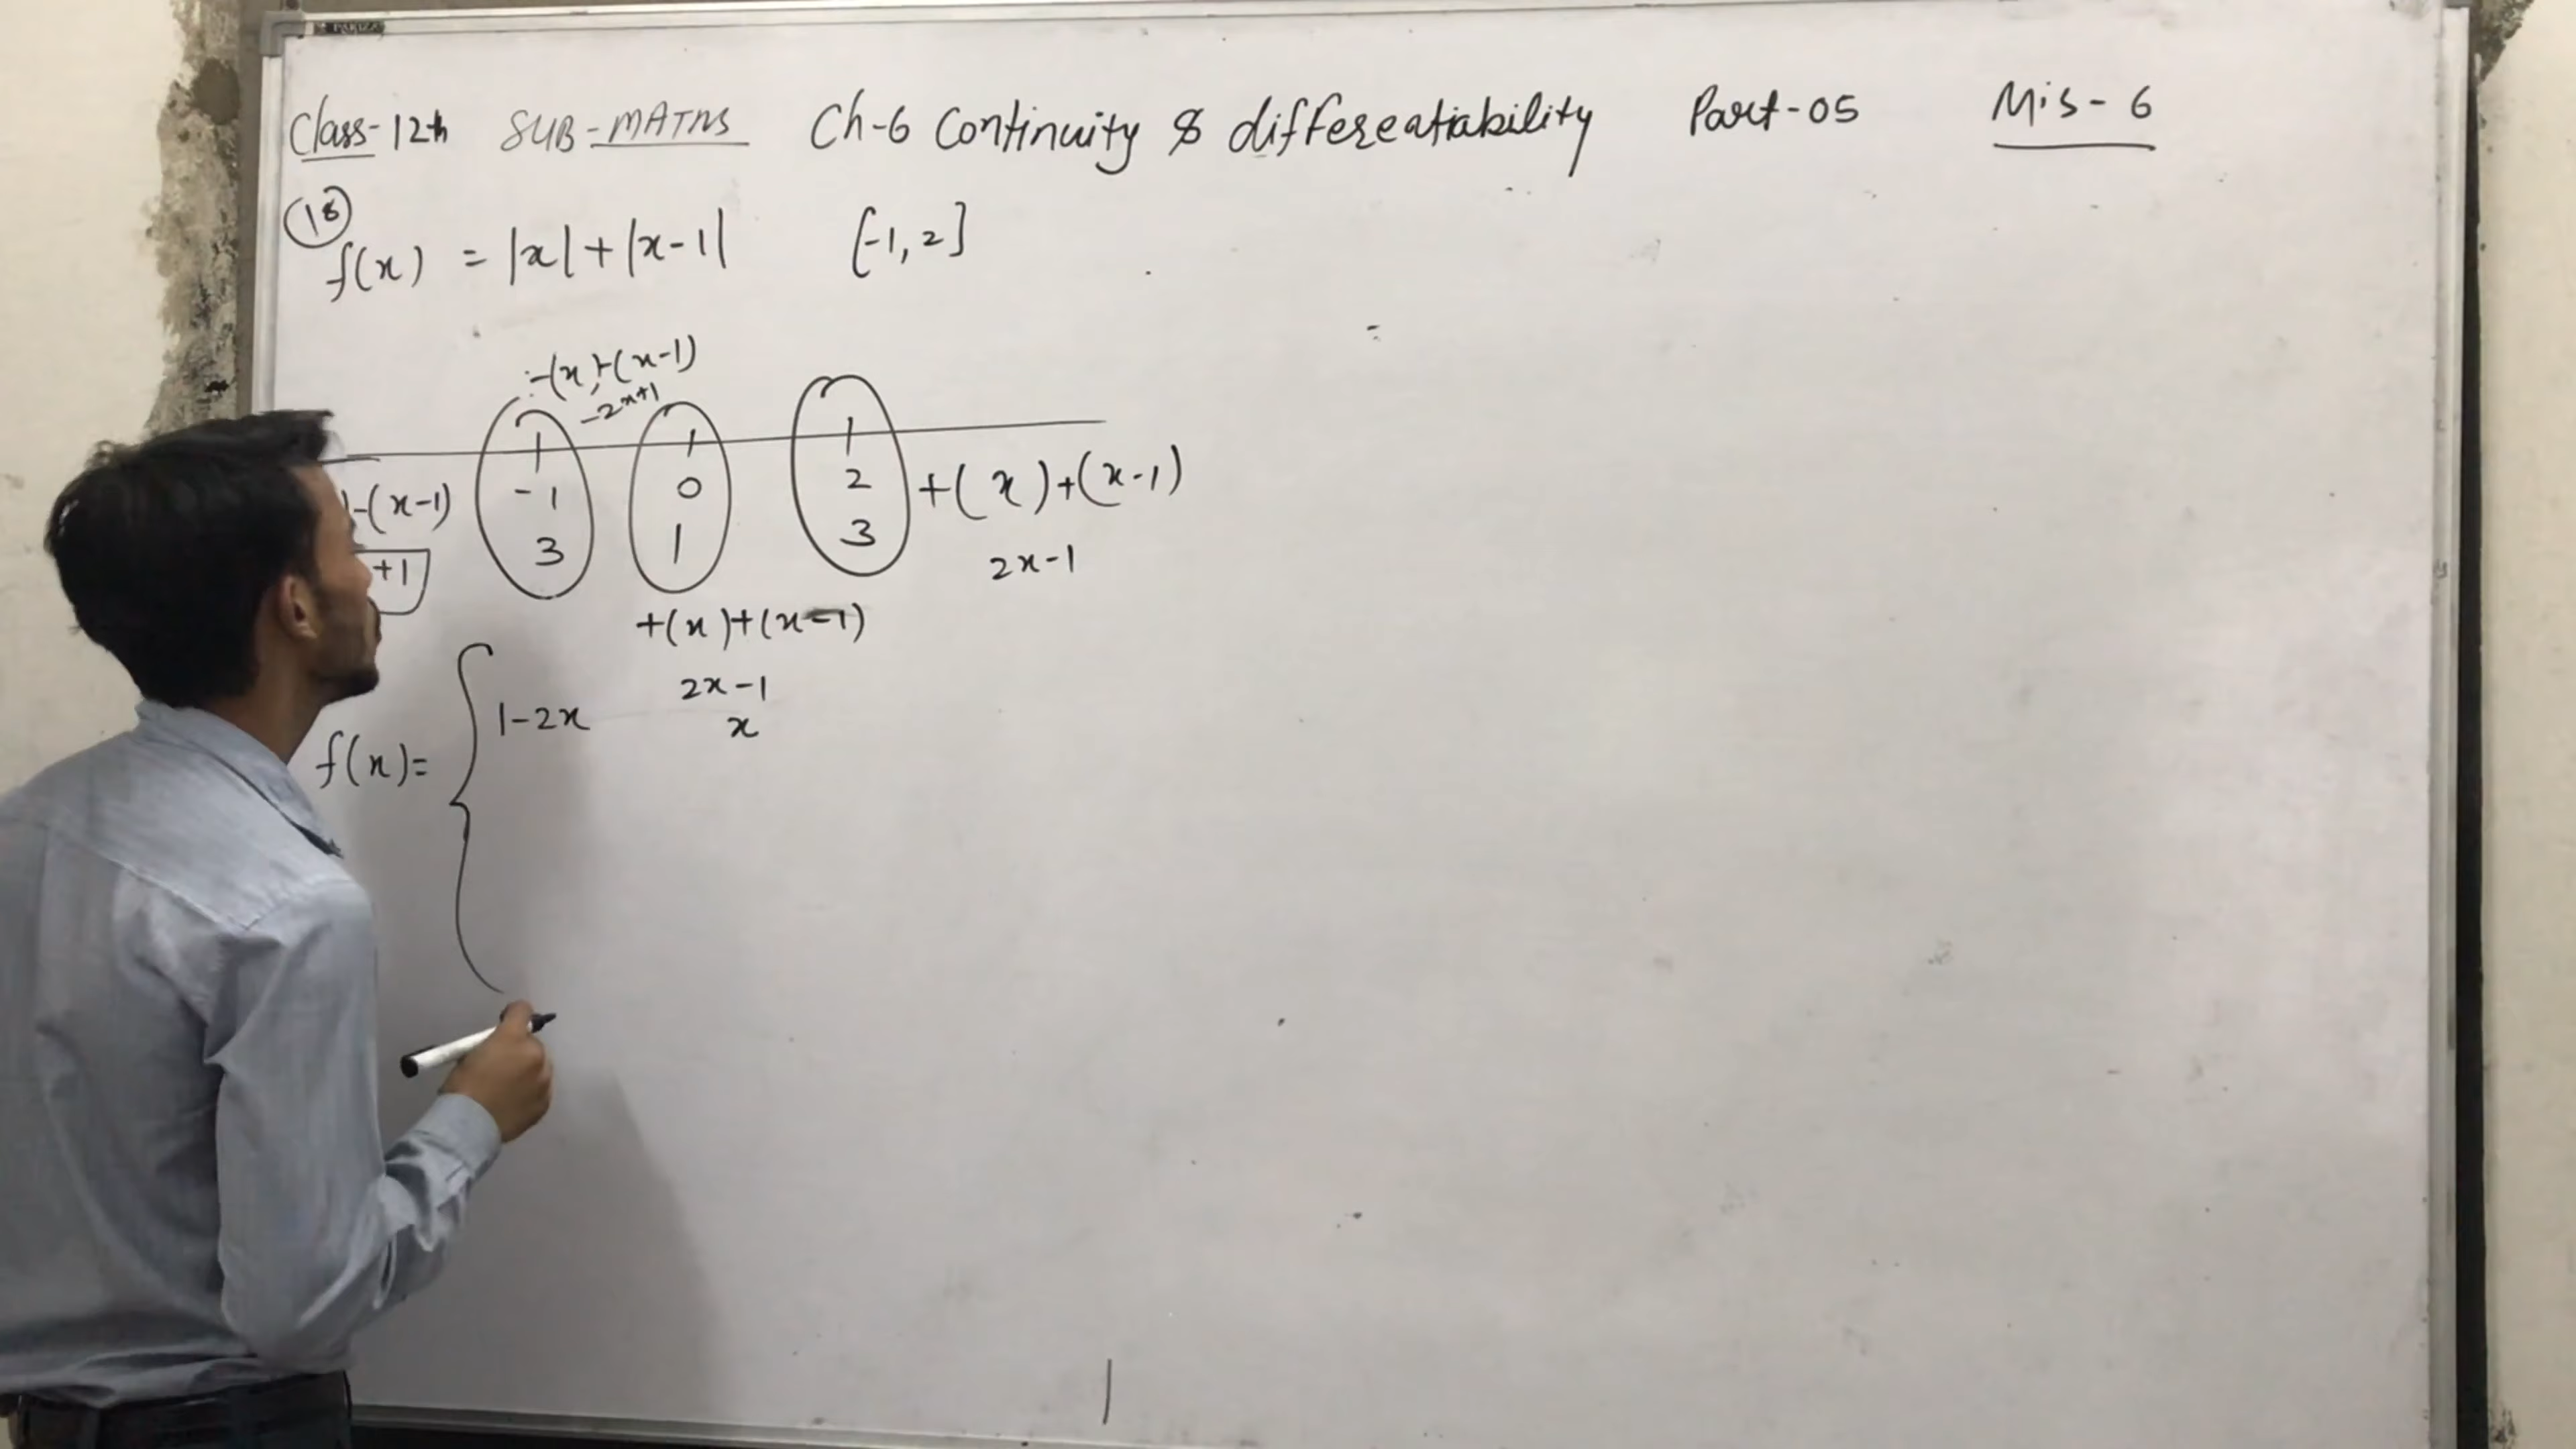 Class-12th SUB-MATHS Ch-6 Continuity & differeatiability Part-05 Mis-6
18
f(x) = |x|+|x-1| [-1,2]
-(x)-(x-1)
-2x+1
-1 0 2 +(x)+(x-1)
-(x-1)
3 1 3 2x-1
+1
+(x)+(x-1)
2x-1
f(x)= { 1-2x
x